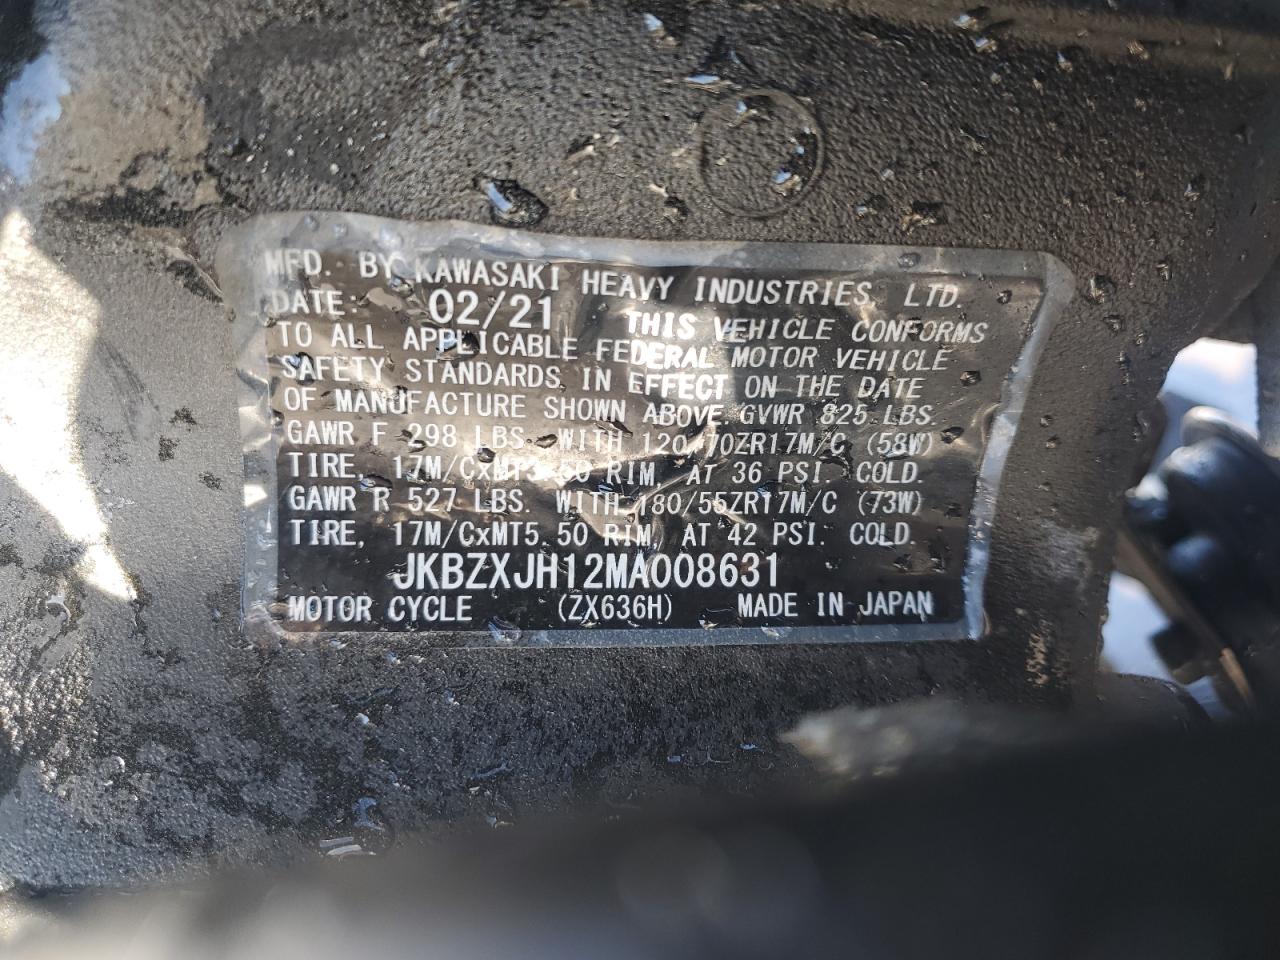 MFD. BY KAWASAKI HEAVY INDUSTRIES, LTD.
DATE: 02/21 THIS VEHICLE CONFORMS
TO ALL APPLICABLE FEDERAL MOTOR VEHICLE
SAFETY STANDARDS IN EFFECT ON THE DATE
OF MANUFACTURE SHOWN ABOVE. GVWR 825 LBS.
GAWR F 298 LBS. WITH 120/70ZR17M/C (58W)
TIRE, 17M/CxMT3.50 RIM, AT 36 PSI. COLD.
GAWR R 527 LBS. WITH 180/55ZR17M/C (73W)
TIRE, 17M/CxMT5.50 RIM, AT 42 PSI. COLD.
JKBZXJH12MA008631
MOTOR CYCLE (ZX636H) MADE IN JAPAN